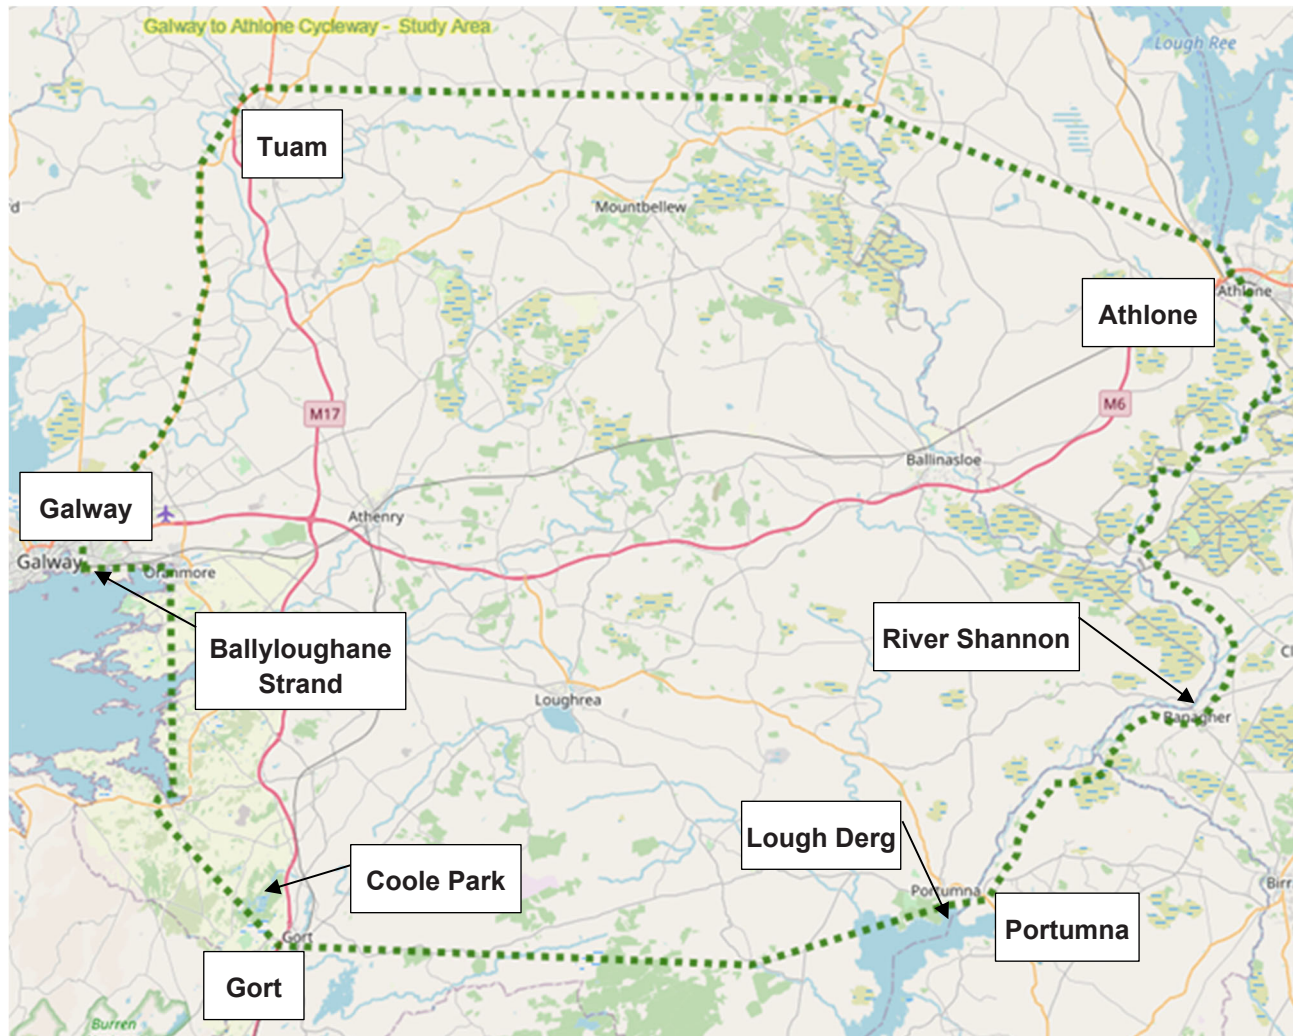 Galway to Athlone Cycleway - Study Area
Lough Ree
Tuam
Mountbellew
Athlone
Athlone
M17
M6
Ballinasloe
Galway
Athenry
Galway
Oranmore
Ballyloughane
Strand
River Shannon
Loughrea
Banagher
Lough Derg
Coole Park
Portumna
Birr
Portumna
Gort
Gort
Burren